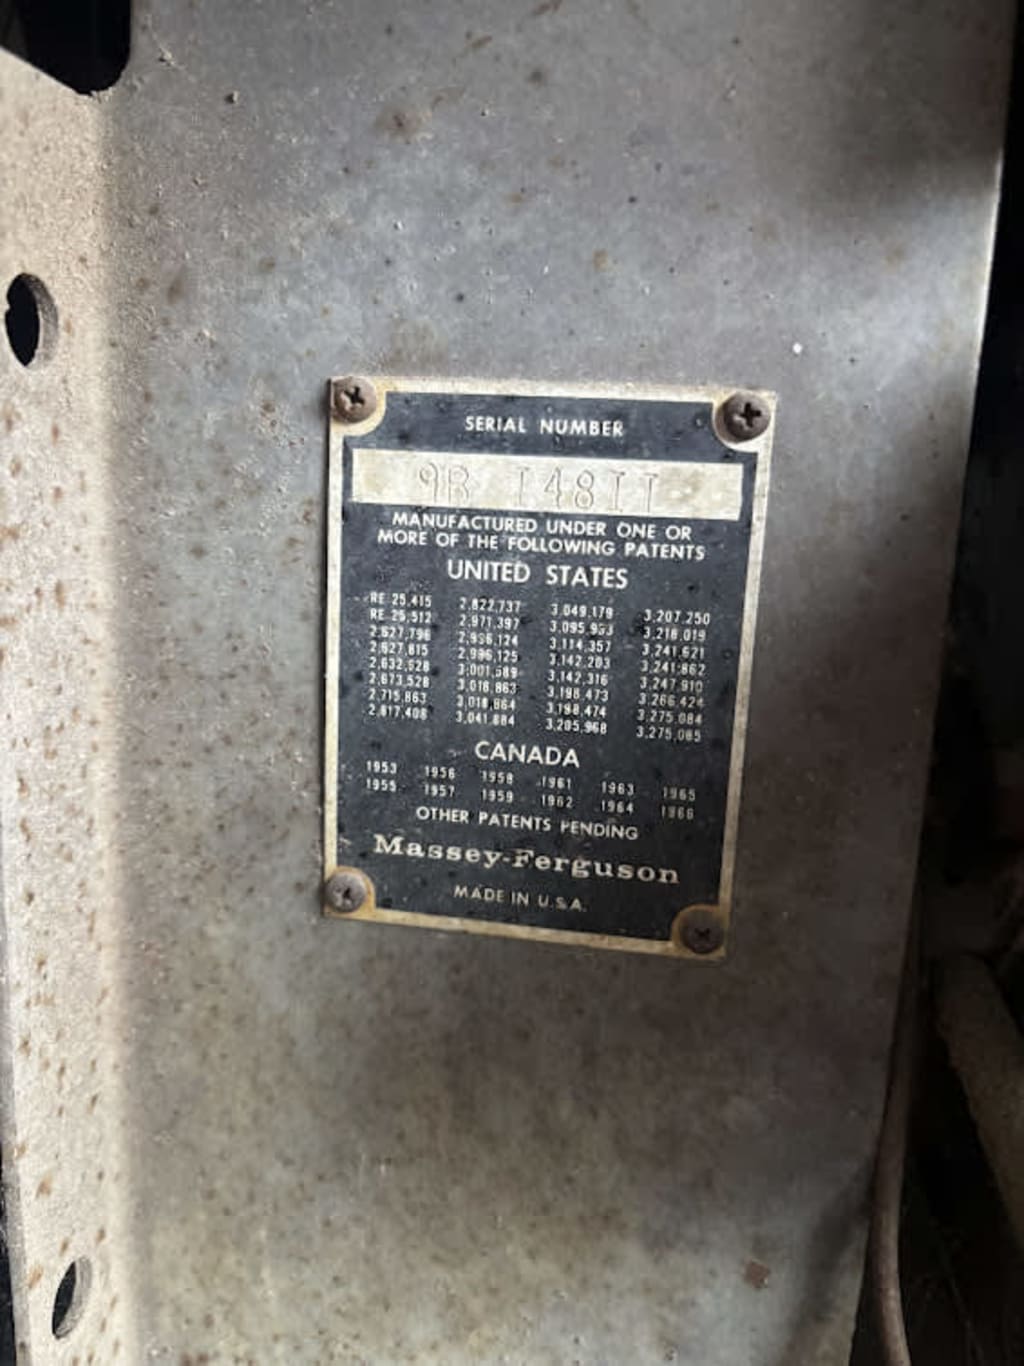 SERIAL NUMBER
9B I48II
MANUFACTURED UNDER ONE OR
MORE OF THE FOLLOWING PATENTS
UNITED STATES
RE 25,415 2,822,737 3,049,179 3,207,250
RE 25,512 2,971,397 3,095,953 3,218,019
2,627,796 2,936,124 3,114,357 3,241,621
2,627,815 2,996,125 3,142,203 3,241,862
2,632,528 3,001,589 3,142,316 3,247,910
2,673,528 3,018,863 3,198,473 3,266,424
2,715,863 3,018,864 3,198,474 3,275,084
2,817,406 3,041,884 3,205,968 3,275,085
CANADA
1953 1956 1958 1961 1963 1965
1955 1957 1959 1962 1964 1966
OTHER PATENTS PENDING
Massey-Ferguson
MADE IN U.S.A.